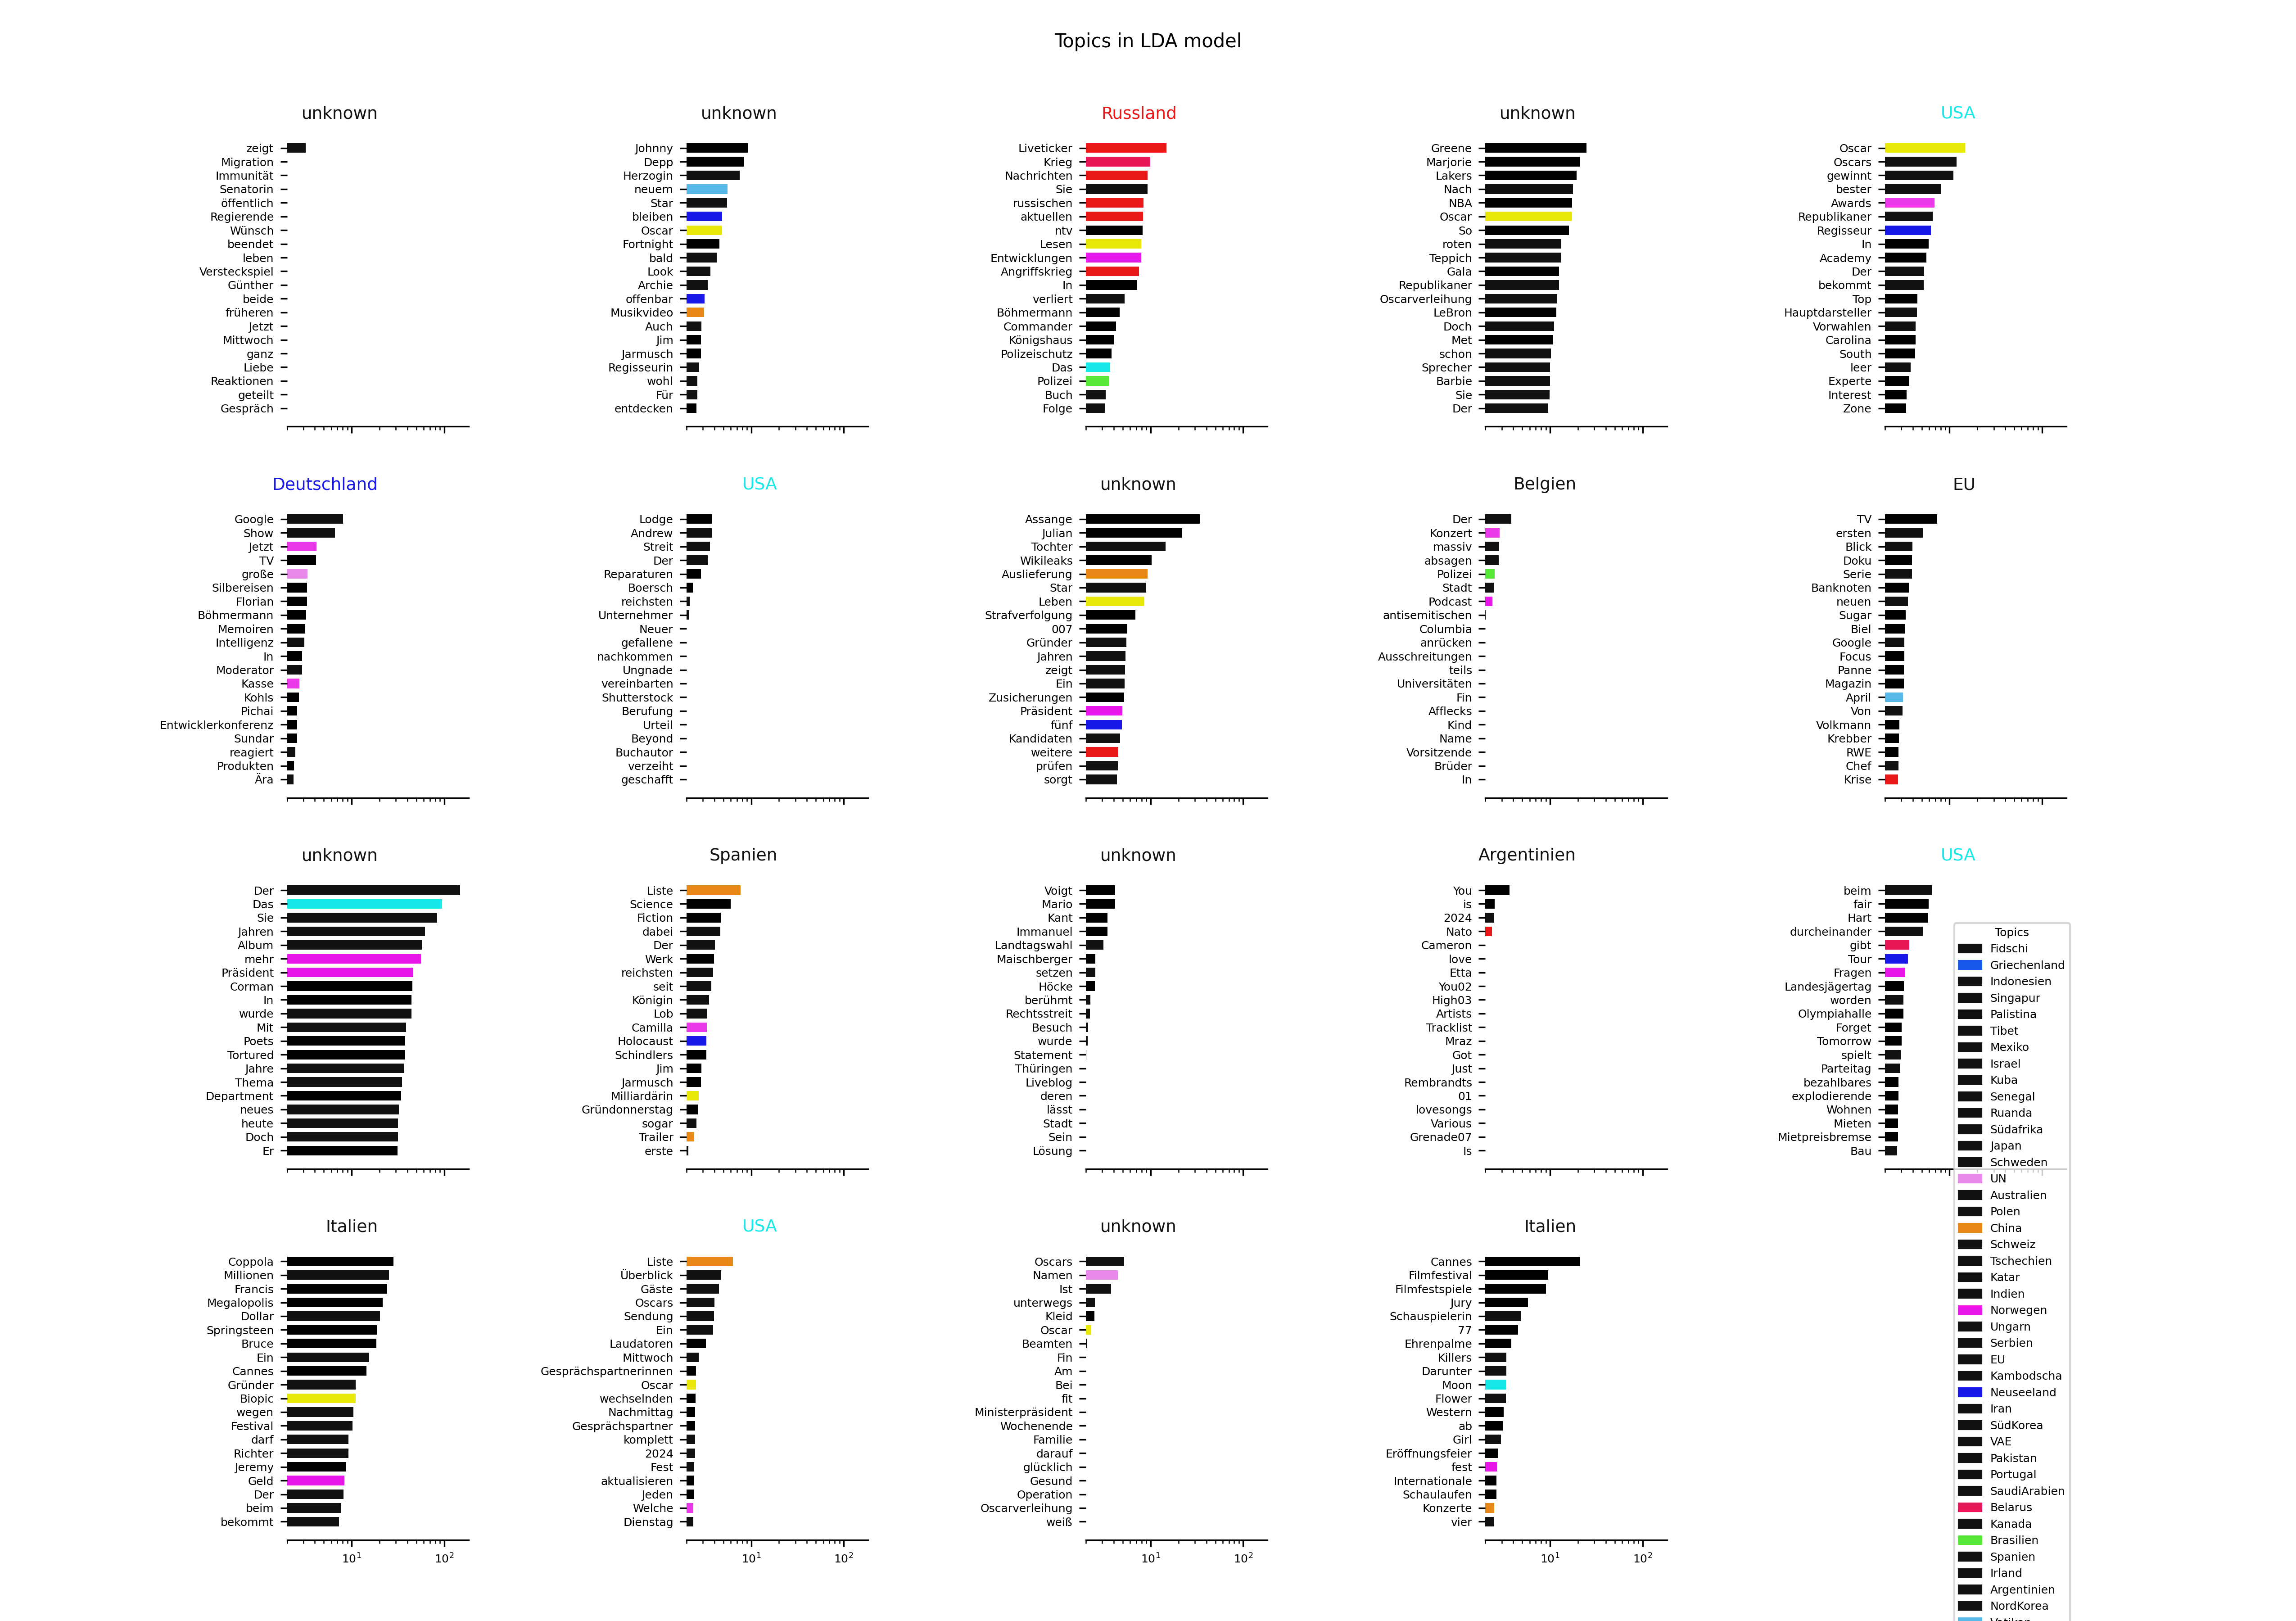 Topics in LDA model
unknown
zeigt
Migration
Immunität
Senatorin
öffentlich
Regierende
Wünsch
beendet
leben
Versteckspiel
Günther
beide
früheren
Jetzt
Mittwoch
ganz
Liebe
Reaktionen
geteilt
Gespräch
unknown
Johnny
Depp
Herzogin
neuem
Star
bleiben
Oscar
Fortnight
bald
Look
Archie
offenbar
Musikvideo
Auch
Jim
Jarmusch
Regisseurin
wohl
Für
entdecken
Russland
Liveticker
Krieg
Nachrichten
Sie
russischen
aktuellen
ntv
Lesen
Entwicklungen
Angriffskrieg
In
verliert
Böhmermann
Commander
Königshaus
Polizeischutz
Das
Polizei
Buch
Folge
unknown
Greene
Marjorie
Lakers
Nach
NBA
Oscar
So
roten
Teppich
Gala
Republikaner
Oscarverleihung
LeBron
Doch
Met
schon
Sprecher
Barbie
Sie
Der
USA
Oscar
Oscars
gewinnt
bester
Awards
Republikaner
Regisseur
In
Academy
Der
bekommt
Top
Hauptdarsteller
Vorwahlen
Carolina
South
leer
Experte
Interest
Zone
Deutschland
Google
Show
Jetzt
TV
große
Silbereisen
Florian
Böhmermann
Memoiren
Intelligenz
In
Moderator
Kasse
Kohls
Pichai
Entwicklerkonferenz
Sundar
reagiert
Produkten
Ära
USA
Lodge
Andrew
Streit
Der
Reparaturen
Boersch
reichsten
Unternehmer
Neuer
gefallene
nachkommen
Ungnade
vereinbarten
Shutterstock
Berufung
Urteil
Beyond
Buchautor
verzeiht
geschafft
unknown
Assange
Julian
Tochter
Wikileaks
Auslieferung
Star
Leben
Strafverfolgung
007
Gründer
Jahren
zeigt
Ein
Zusicherungen
Präsident
fünf
Kandidaten
weitere
prüfen
sorgt
Belgien
Der
Konzert
massiv
absagen
Polizei
Stadt
Podcast
antisemitischen
Columbia
anrücken
Ausschreitungen
teils
Universitäten
Fin
Afflecks
Kind
Name
Vorsitzende
Brüder
In
EU
TV
ersten
Blick
Doku
Serie
Banknoten
neuen
Sugar
Biel
Google
Focus
Panne
Magazin
April
Von
Volkmann
Krebber
RWE
Chef
Krise
unknown
Der
Das
Sie
Jahren
Album
mehr
Präsident
Corman
In
wurde
Mit
Poets
Tortured
Jahre
Thema
Department
neues
heute
Doch
Er
Spanien
Liste
Science
Fiction
dabei
Der
Werk
reichsten
seit
Königin
Lob
Camilla
Holocaust
Schindlers
Jim
Jarmusch
Milliardärin
Gründonnerstag
sogar
Trailer
erste
unknown
Voigt
Mario
Kant
Immanuel
Landtagswahl
Maischberger
setzen
Höcke
berühmt
Rechtsstreit
Besuch
wurde
Statement
Thüringen
Liveblog
deren
lässt
Stadt
Sein
Lösung
Argentinien
You
is
2024
Nato
Cameron
love
Etta
You02
High03
Artists
Tracklist
Mraz
Got
Just
Rembrandts
01
lovesongs
Various
Grenade07
Is
USA
beim
fair
Hart
durcheinander
gibt
Tour
Fragen
Landesjägertag
worden
Olympiahalle
Forget
Tomorrow
spielt
Parteitag
bezahlbares
explodierende
Wohnen
Mieten
Mietpreisbremse
Bau
Italien
Coppola
Millionen
Francis
Megalopolis
Dollar
Springsteen
Bruce
Ein
Cannes
Gründer
Biopic
wegen
Festival
darf
Richter
Jeremy
Geld
Der
beim
bekommt
10¹ 10²
USA
Liste
Überblick
Gäste
Oscars
Sendung
Ein
Laudatoren
Mittwoch
Gesprächspartnerinnen
Oscar
wechselnden
Nachmittag
Gesprächspartner
komplett
2024
Fest
aktualisieren
Jeden
Welche
Dienstag
10¹ 10²
unknown
Oscars
Namen
Ist
unterwegs
Kleid
Oscar
Beamten
Fin
Am
Bei
fit
Ministerpräsident
Wochenende
Familie
darauf
glücklich
Gesund
Operation
Oscarverleihung
weiß
10¹ 10²
Italien
Cannes
Filmfestival
Filmfestspiele
Jury
Schauspielerin
77
Ehrenpalme
Killers
Darunter
Moon
Flower
Western
ab
Girl
Eröffnungsfeier
fest
Internationale
Schaulaufen
Konzerte
vier
10¹ 10²
Topics
Fidschi
Griechenland
Indonesien
Singapur
Palistina
Tibet
Mexiko
Israel
Kuba
Senegal
Ruanda
Südafrika
Japan
Schweden
UN
Australien
Polen
China
Schweiz
Tschechien
Katar
Indien
Norwegen
Ungarn
Serbien
EU
Kambodscha
Neuseeland
Iran
SüdKorea
VAE
Pakistan
Portugal
SaudiArabien
Belarus
Kanada
Brasilien
Spanien
Irland
Argentinien
NordKorea